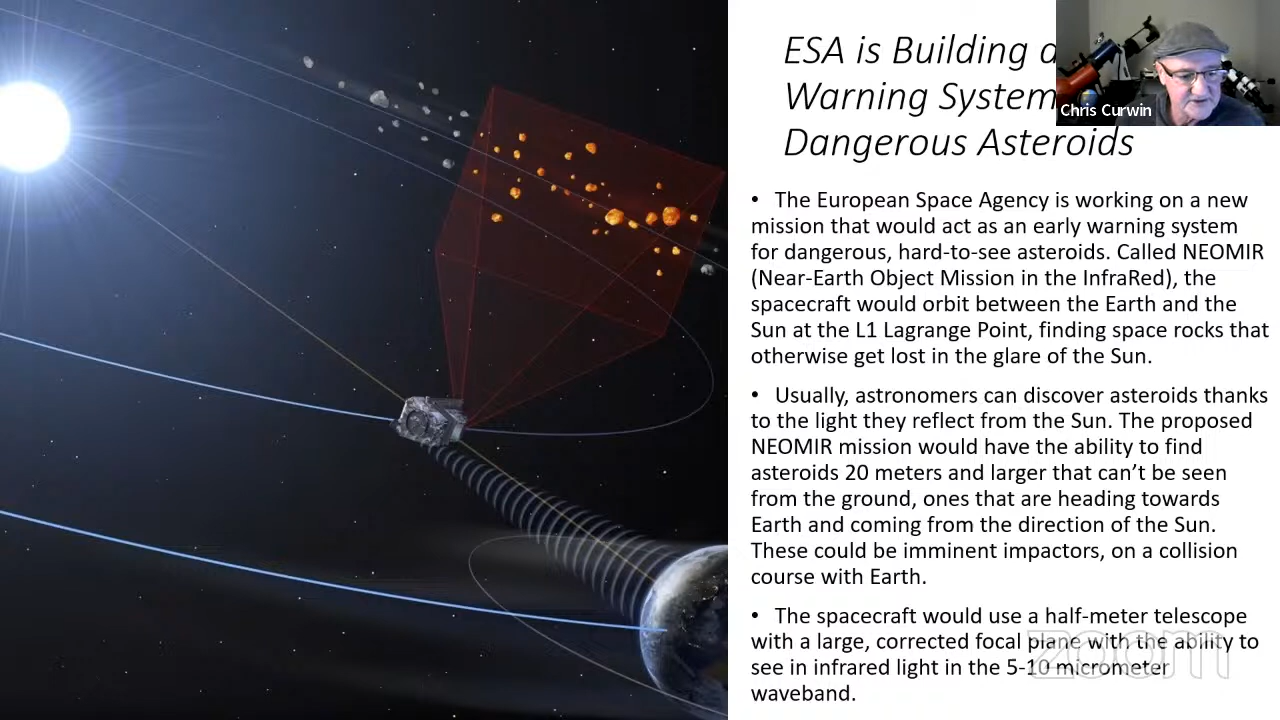 ESA is Building a
Warning System
Dangerous Asteroids
Chris Curwin
• The European Space Agency is working on a new
mission that would act as an early warning system
for dangerous, hard-to-see asteroids. Called NEOMIR
(Near-Earth Object Mission in the InfraRed), the
spacecraft would orbit between the Earth and the
Sun at the L1 Lagrange Point, finding space rocks that
otherwise get lost in the glare of the Sun.
• Usually, astronomers can discover asteroids thanks
to the light they reflect from the Sun. The proposed
NEOMIR mission would have the ability to find
asteroids 20 meters and larger that can’t be seen
from the ground, ones that are heading towards
Earth and coming from the direction of the Sun.
These could be imminent impactors, on a collision
course with Earth.
• The spacecraft would use a half-meter telescope
with a large, corrected focal plane with the ability to
see in infrared light in the 5-10 micrometer
waveband.
zoom